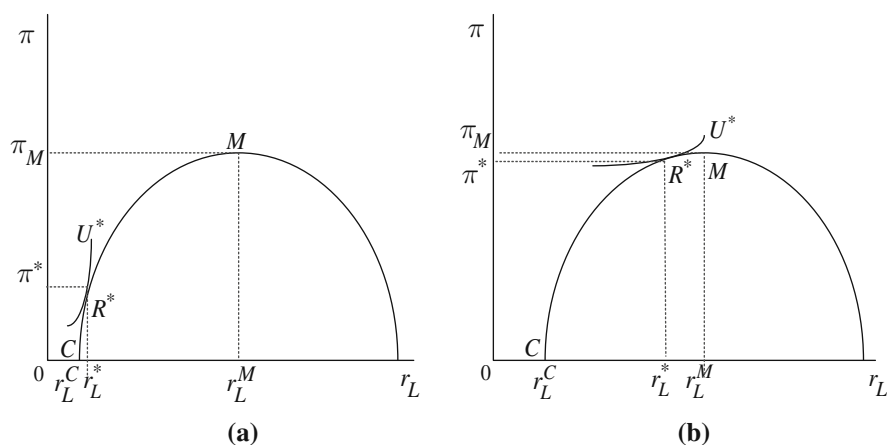 π
π_M
M
U*
π*
R*
C
0
r_L^C
r_L^*
r_L^M
r_L
(a)
π
π_M
U*
π*
R*
M
C
0
r_L^C
r_L^*
r_L^M
r_L
(b)